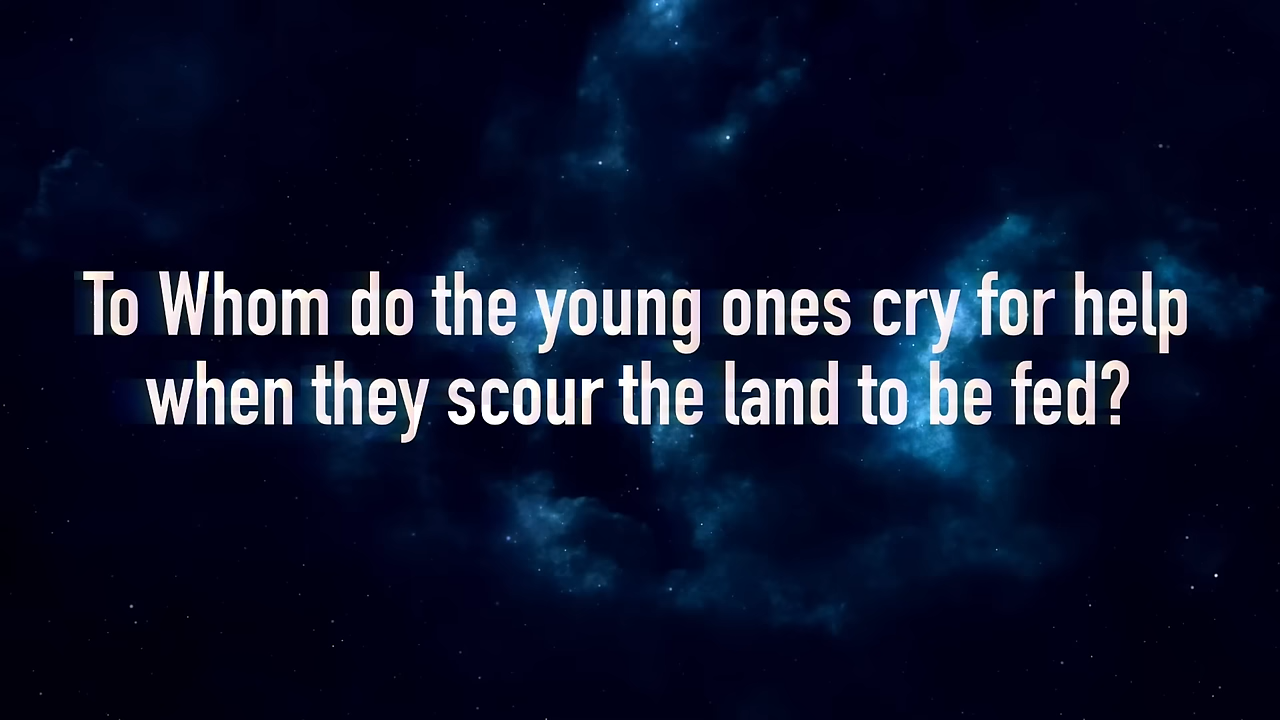 To Whom do the young ones cry for help
when they scour the land to be fed?